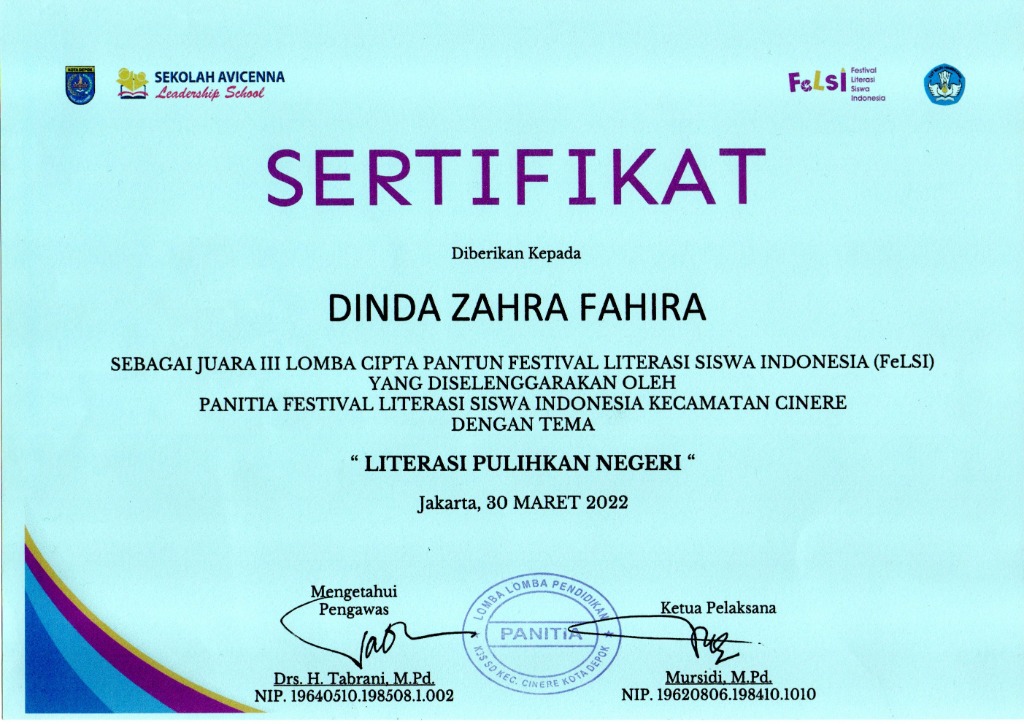 KOTA DEPOK
SEKOLAH AVICENNA
Leadership School
FeLSI
Festival
Literasi
Siswa
Indonesia
SERTIFIKAT
Diberikan Kepada
DINDA ZAHRA FAHIRA
SEBAGAI JUARA III LOMBA CIPTA PANTUN FESTIVAL LITERASI SISWA INDONESIA (FeLSI)
YANG DISELENGGARAKAN OLEH
PANITIA FESTIVAL LITERASI SISWA INDONESIA KECAMATAN CINERE
DENGAN TEMA
“ LITERASI PULIHKAN NEGERI “
Jakarta, 30 MARET 2022
Mengetahui
Pengawas
Ketua Pelaksana
LOMBA LOMBA PENDIDIKAN
PANITiA
K3S SD KEC. CINERE KOTA DEPOK
Drs. H. Tabrani, M.Pd.
NIP. 19640510.198508.1.002
Mursidi, M.Pd.
NIP. 19620806.198410.1010